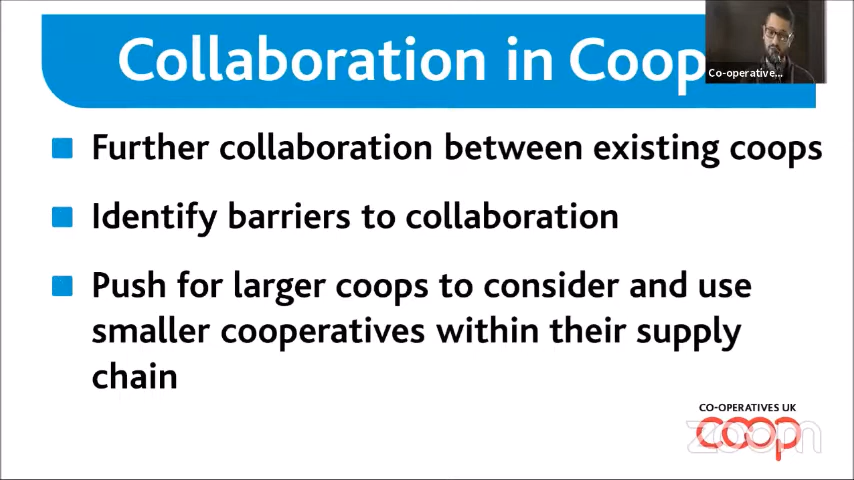 Collaboration in Coop
Co-operative...
Further collaboration between existing coops
Identify barriers to collaboration
Push for larger coops to consider and use
smaller cooperatives within their supply
chain
CO-OPERATIVES UK
coop
zoom